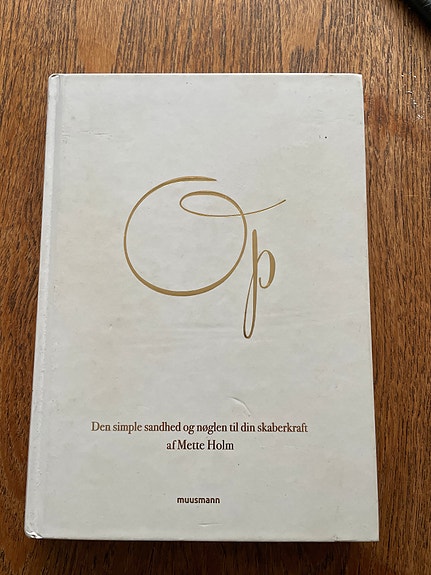 Op
Den simple sandhed og nøglen til din skaberkraft
af Mette Holm
muusmann